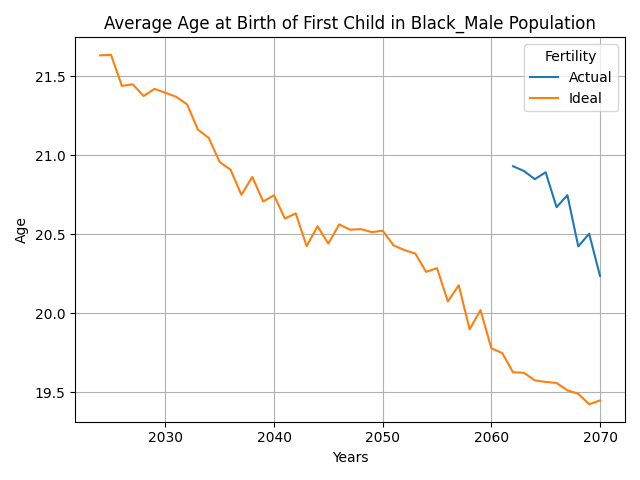 Average Age at Birth of First Child in Black_Male Population
Fertility
Actual
Ideal
Age
21.5
21.0
20.5
20.0
19.5
2030
2040
2050
2060
2070
Years